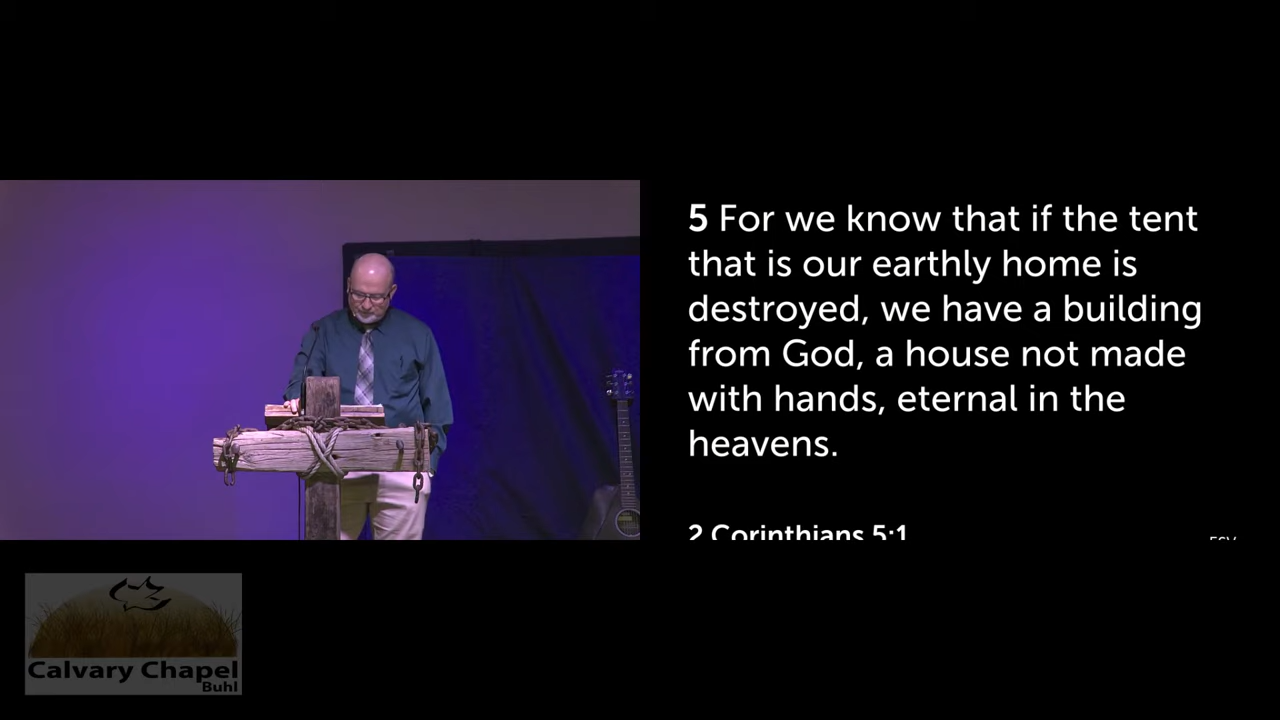 5 For we know that if the tent
that is our earthly home is
destroyed, we have a building
from God, a house not made
with hands, eternal in the
heavens.
2 Corinthians 5:1
ESV
Calvary Chapel
Buhl